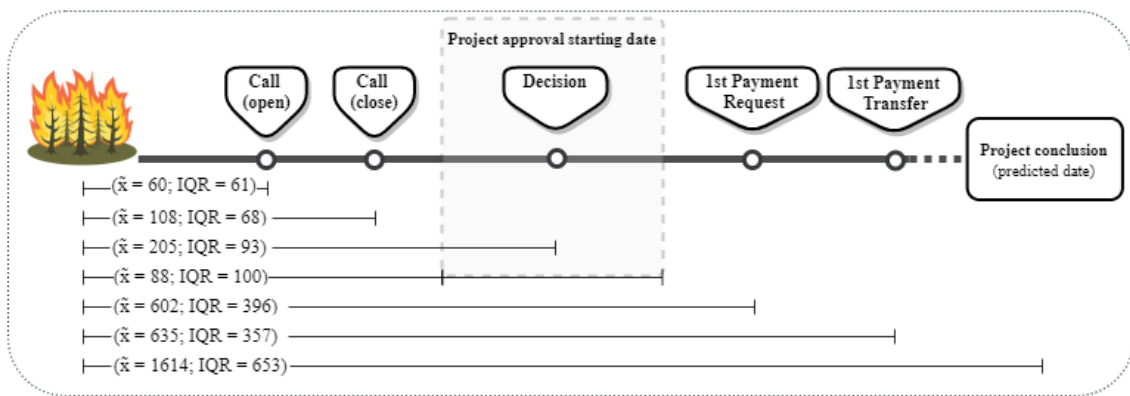 Project approval starting date
Call
(open)
Call
(close)
Decision
1st Payment
Request
1st Payment
Transfer
Project conclusion
(predicted date)
(x̃ = 60; IQR = 61)
(x̃ = 108; IQR = 68)
(x̃ = 205; IQR = 93)
(x̃ = 88; IQR = 100)
(x̃ = 602; IQR = 396)
(x̃ = 635; IQR = 357)
(x̃ = 1614; IQR = 653)